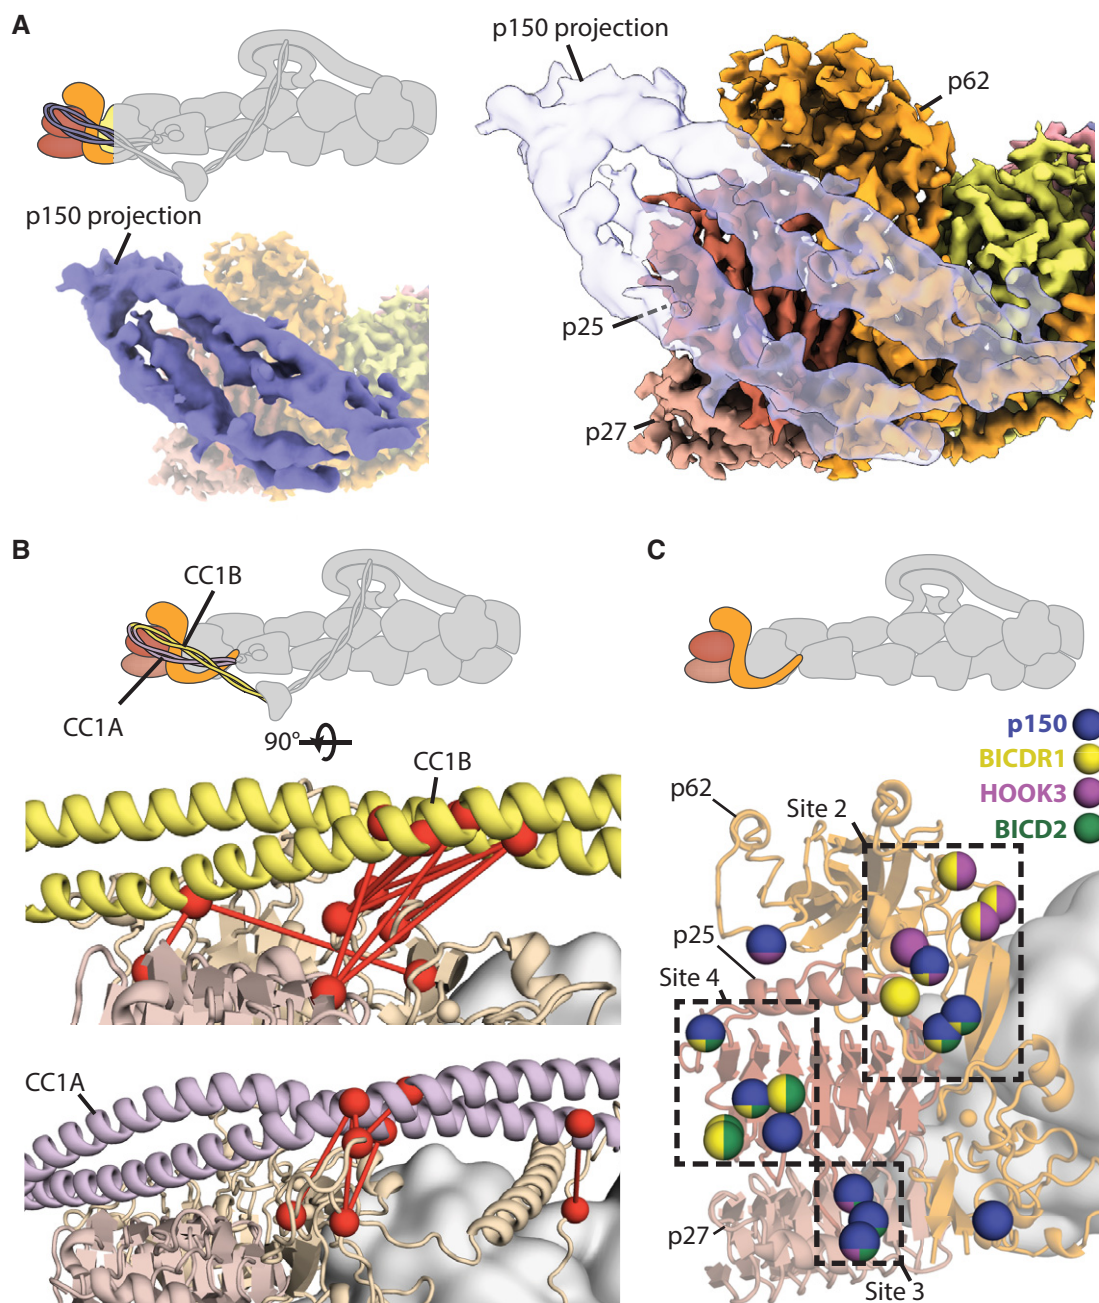 A
p150 projection
p62
p150 projection
p25
p27
B
C
CC1B
CC1A
90°
CC1B
p150
BICDR1
HOOK3
BICD2
p62
Site 2
p25
Site 4
CC1A
p27
Site 3